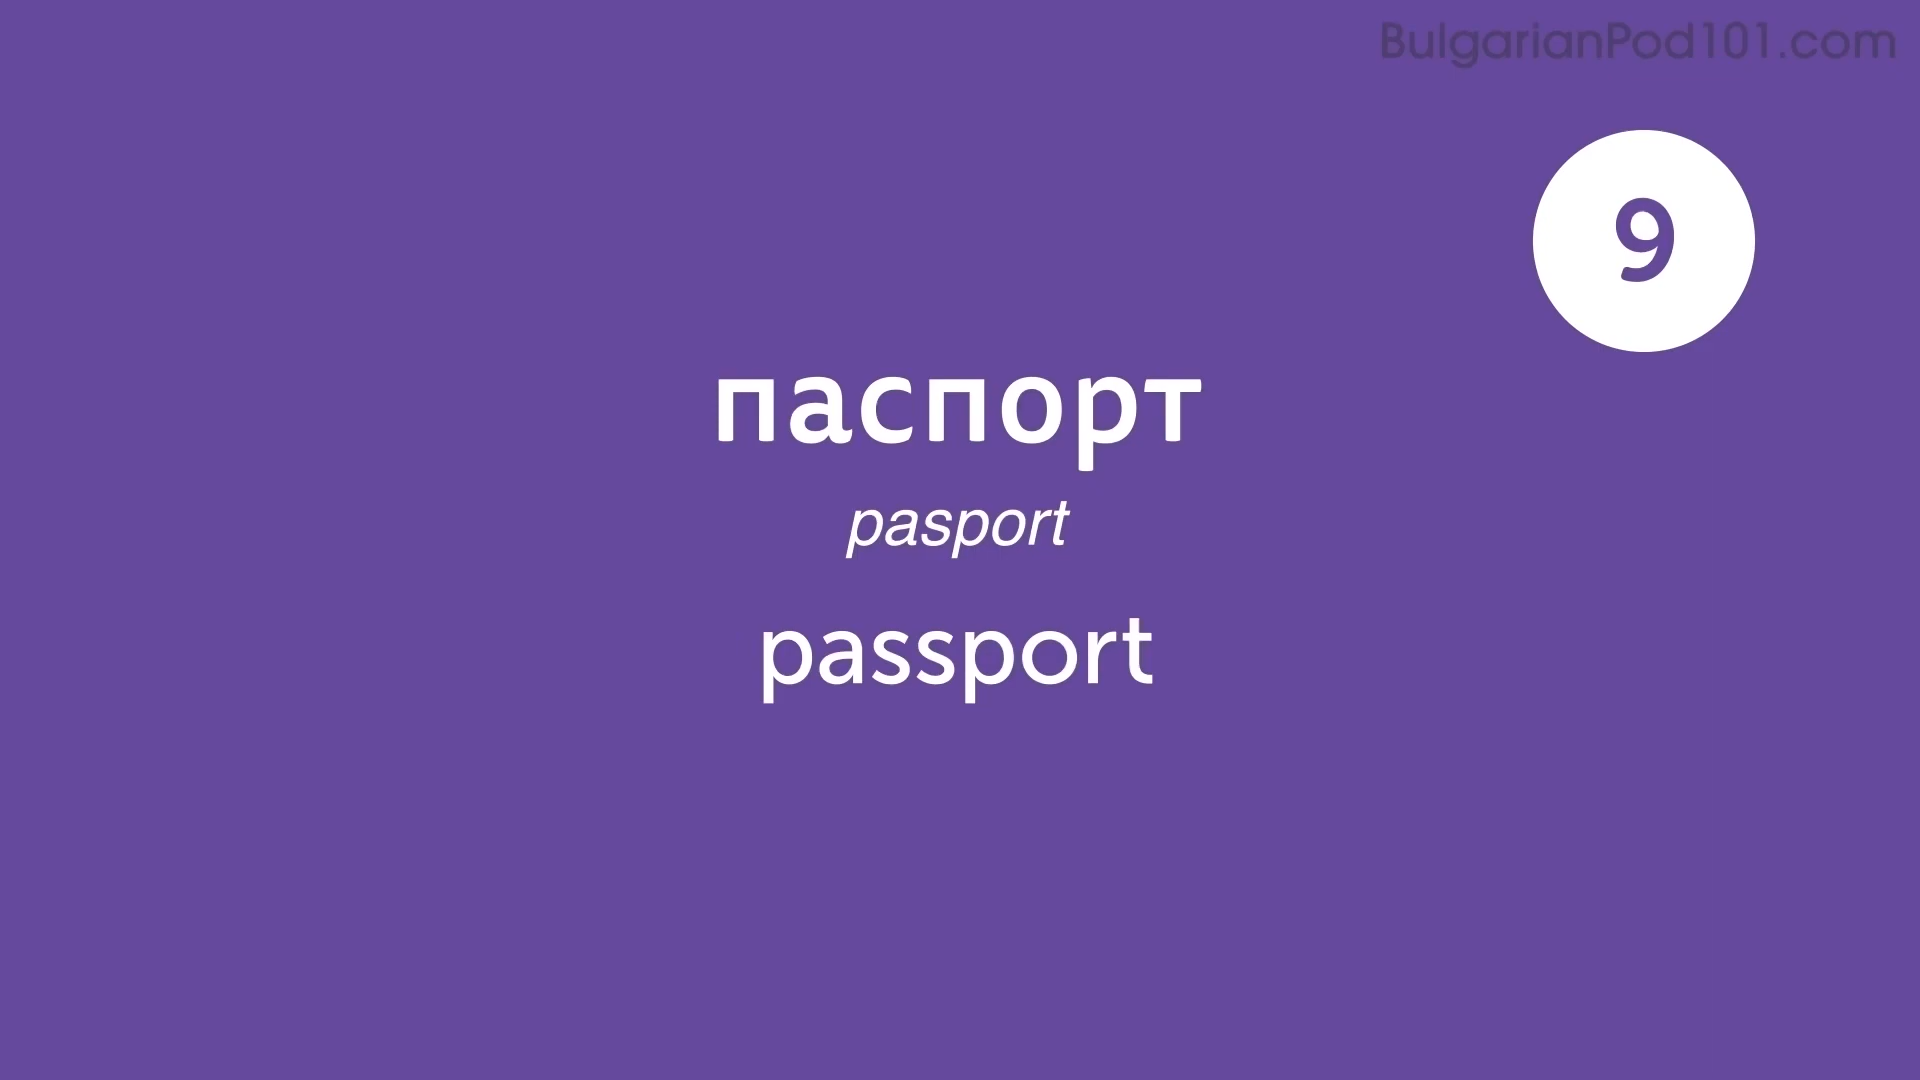 BulgarianPod101.com
9
паспорт
pasport
passport